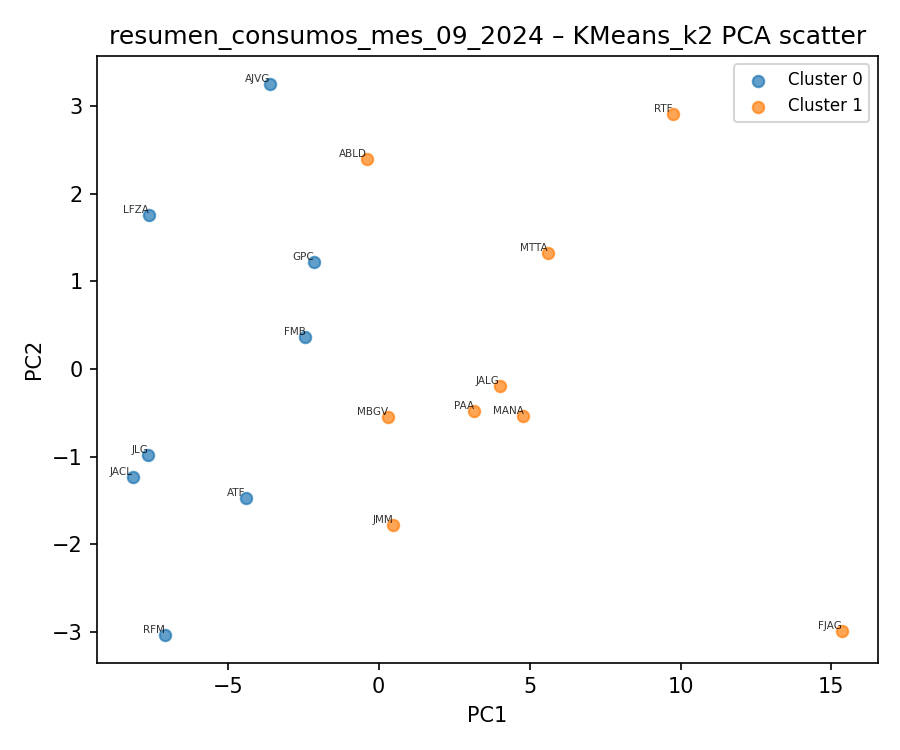 resumen_consumos_mes_09_2024 – KMeans_k2 PCA scatter
Cluster 0
Cluster 1
AJVG
RTF
ABLD
LFZA
GPC
MTTA
FMB
JALG
PAA
MANA
MBGV
JLG
JACL
ATF
JMM
RFM
FJAG
3
2
1
0
−1
−2
−3
PC2
−5
0
5
10
15
PC1